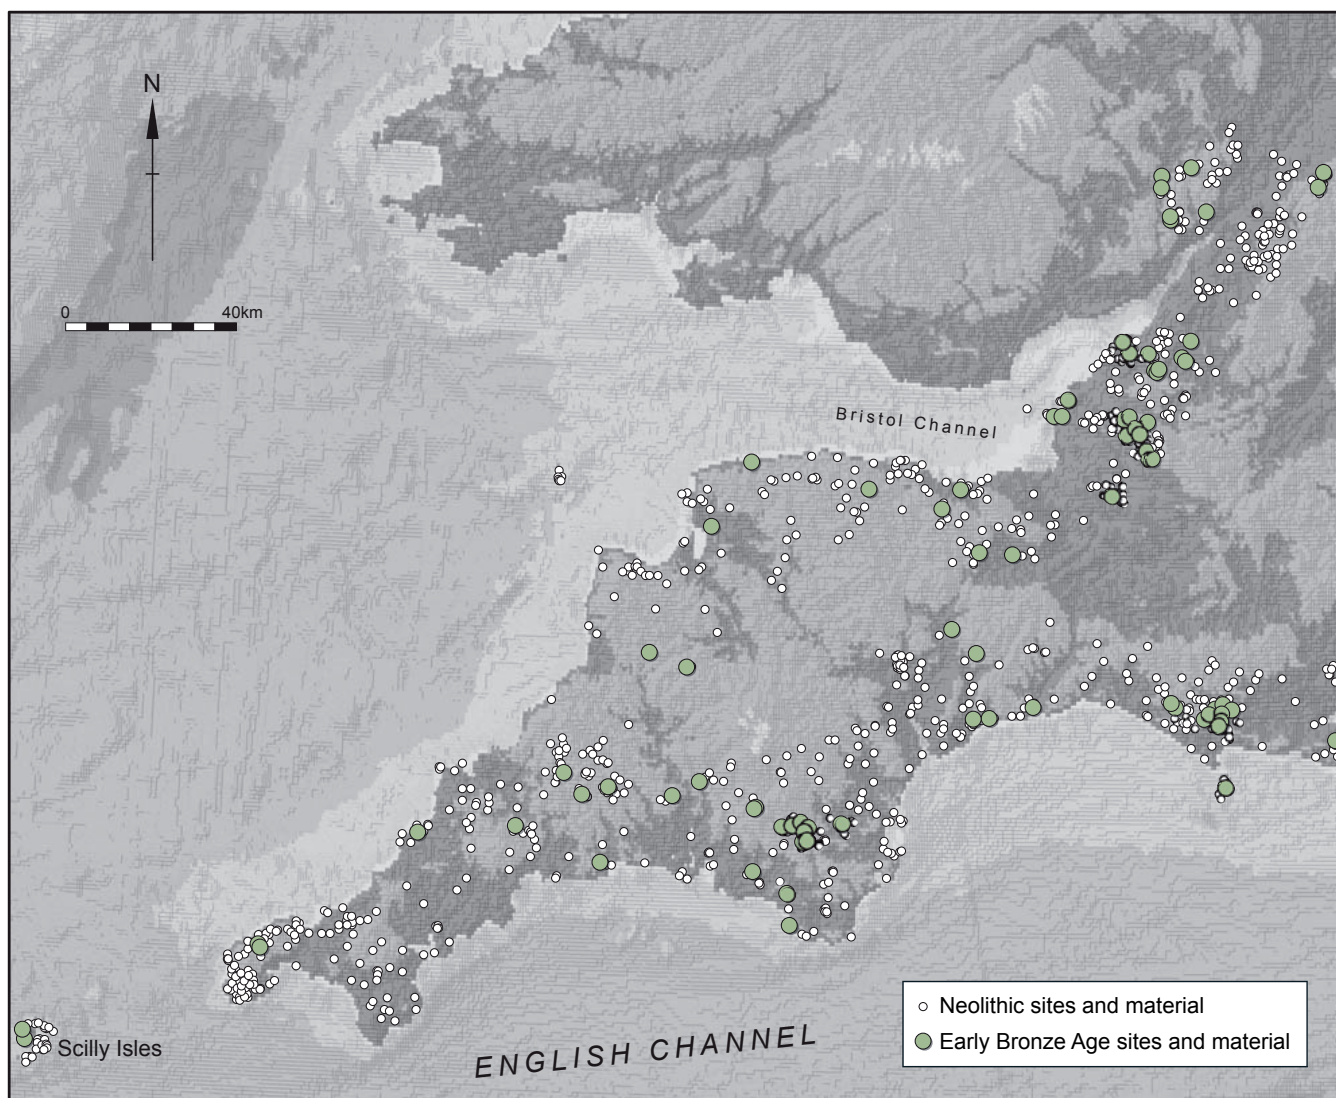 N
0 40km
Bristol Channel
Scilly Isles
ENGLISH CHANNEL
Neolithic sites and material
Early Bronze Age sites and material